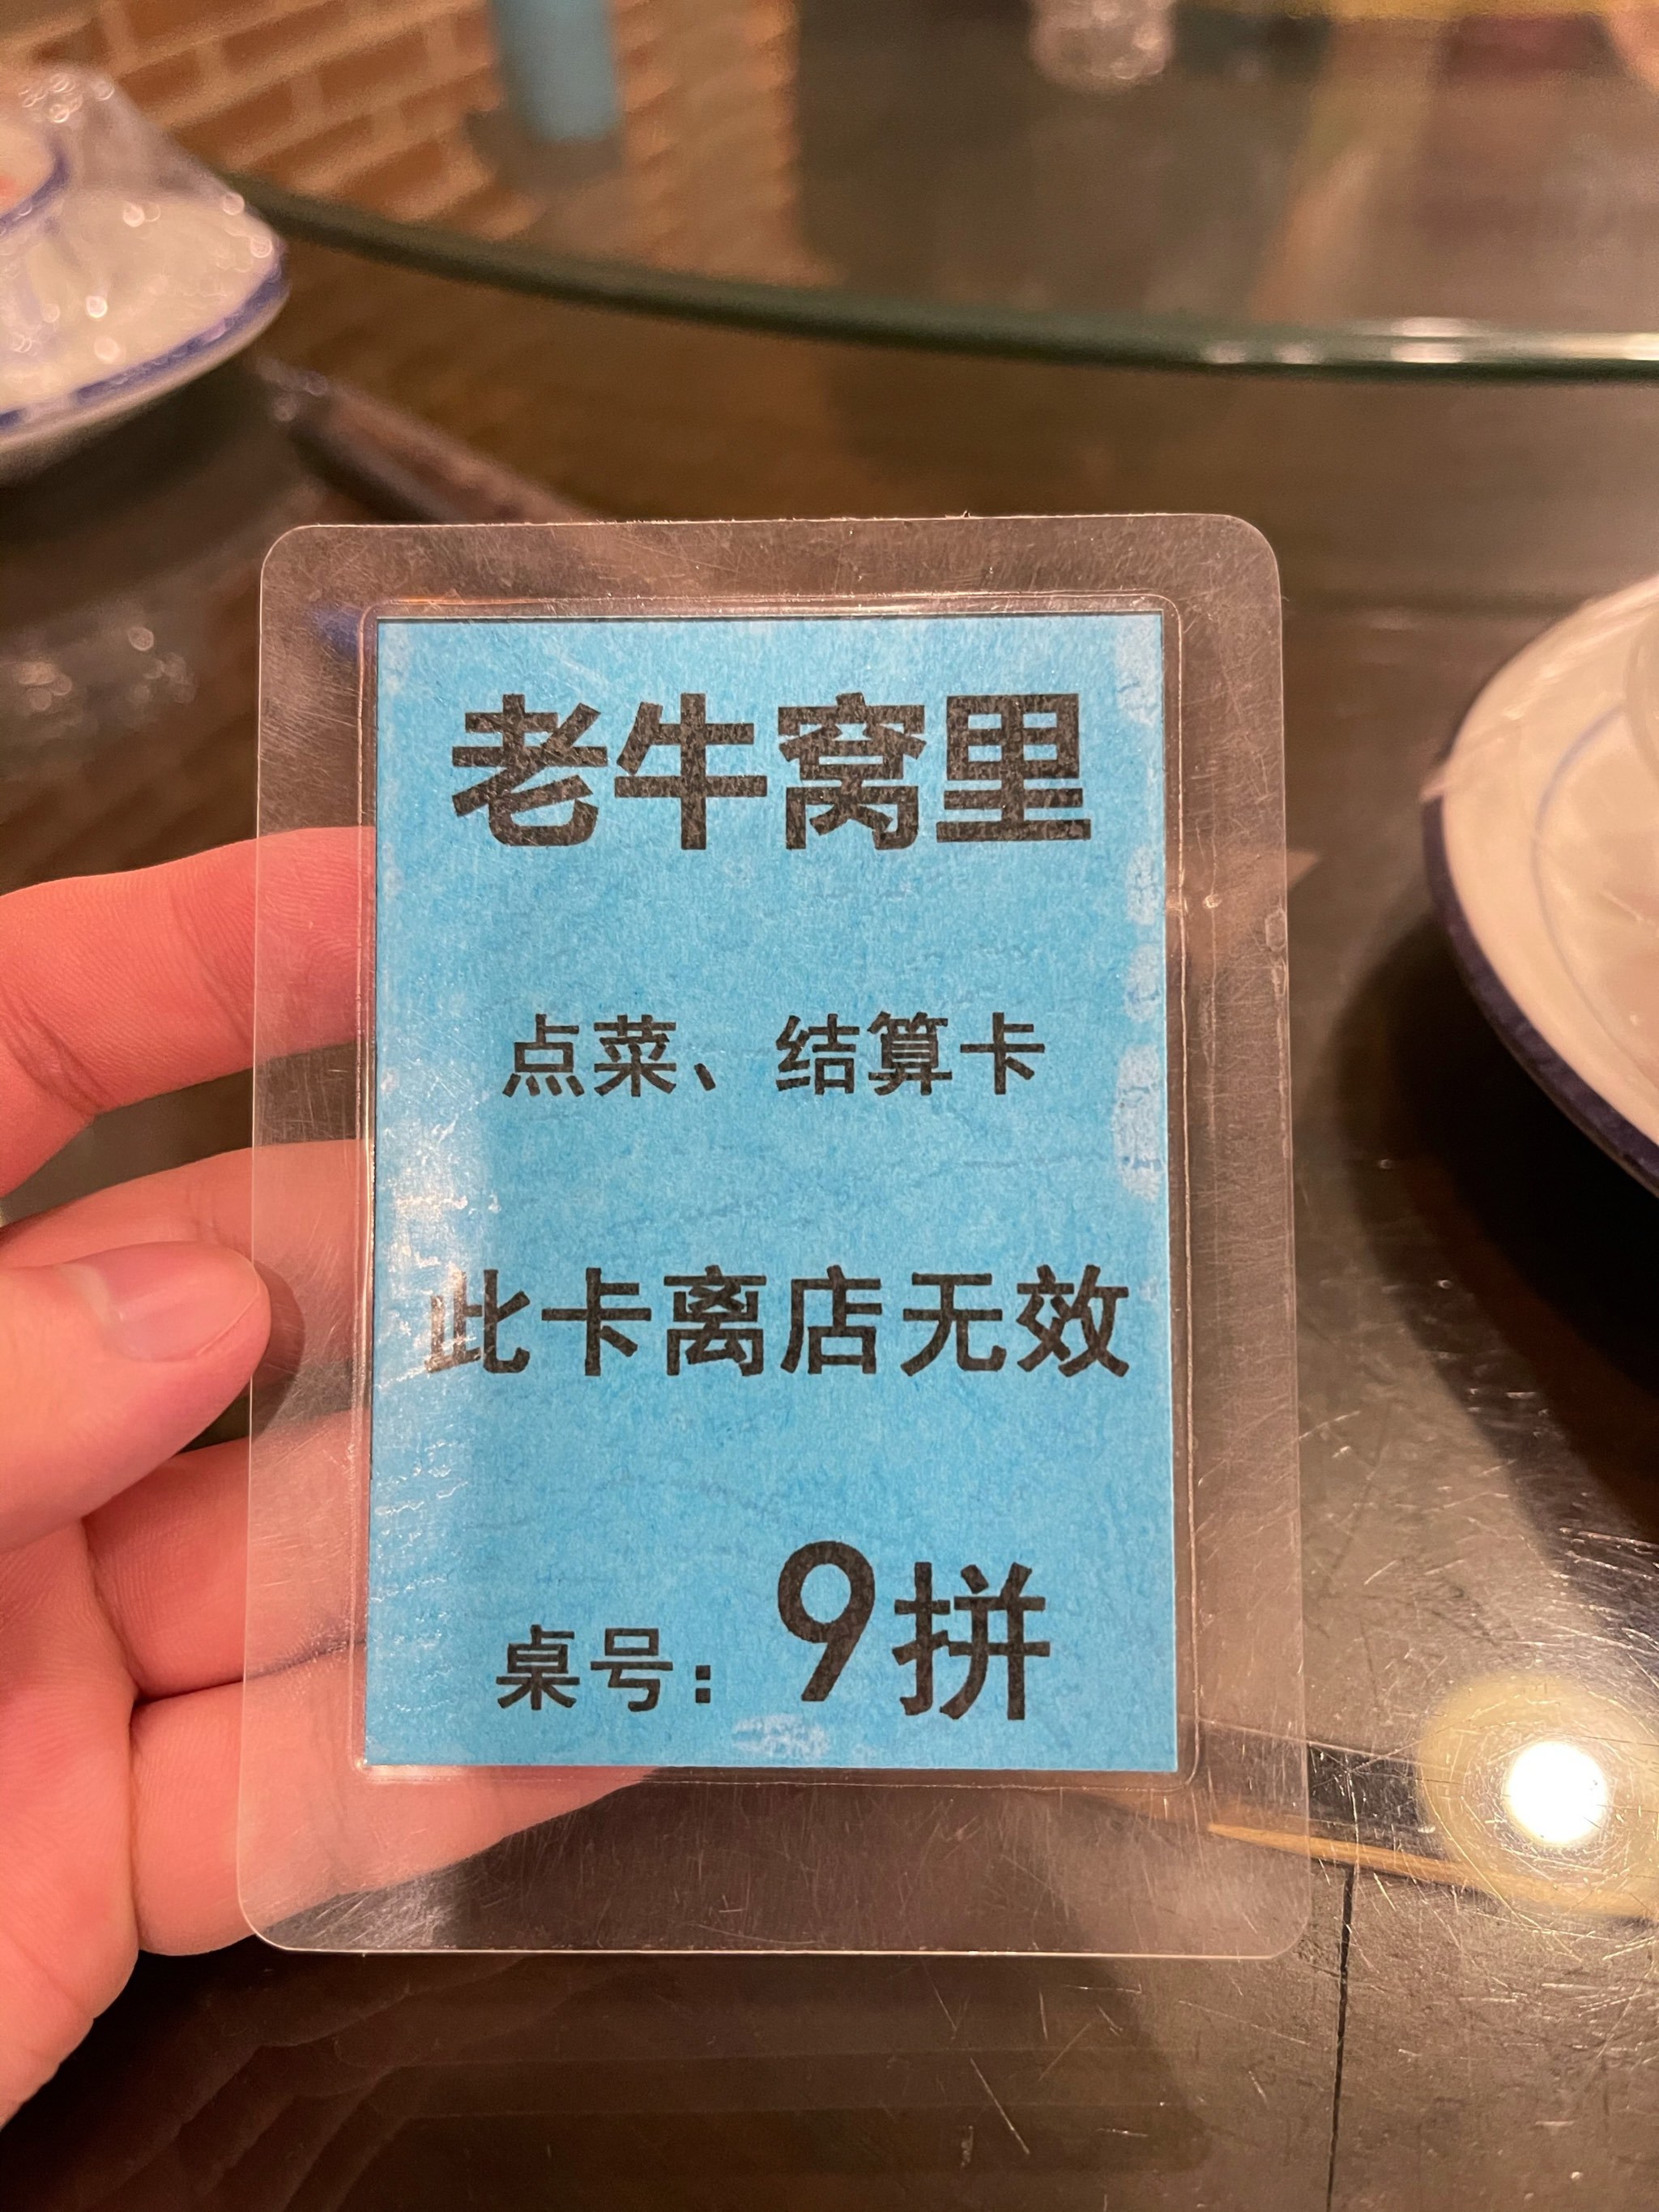 老牛窝里
点菜、结算卡
此卡离店无效
桌号：9拼